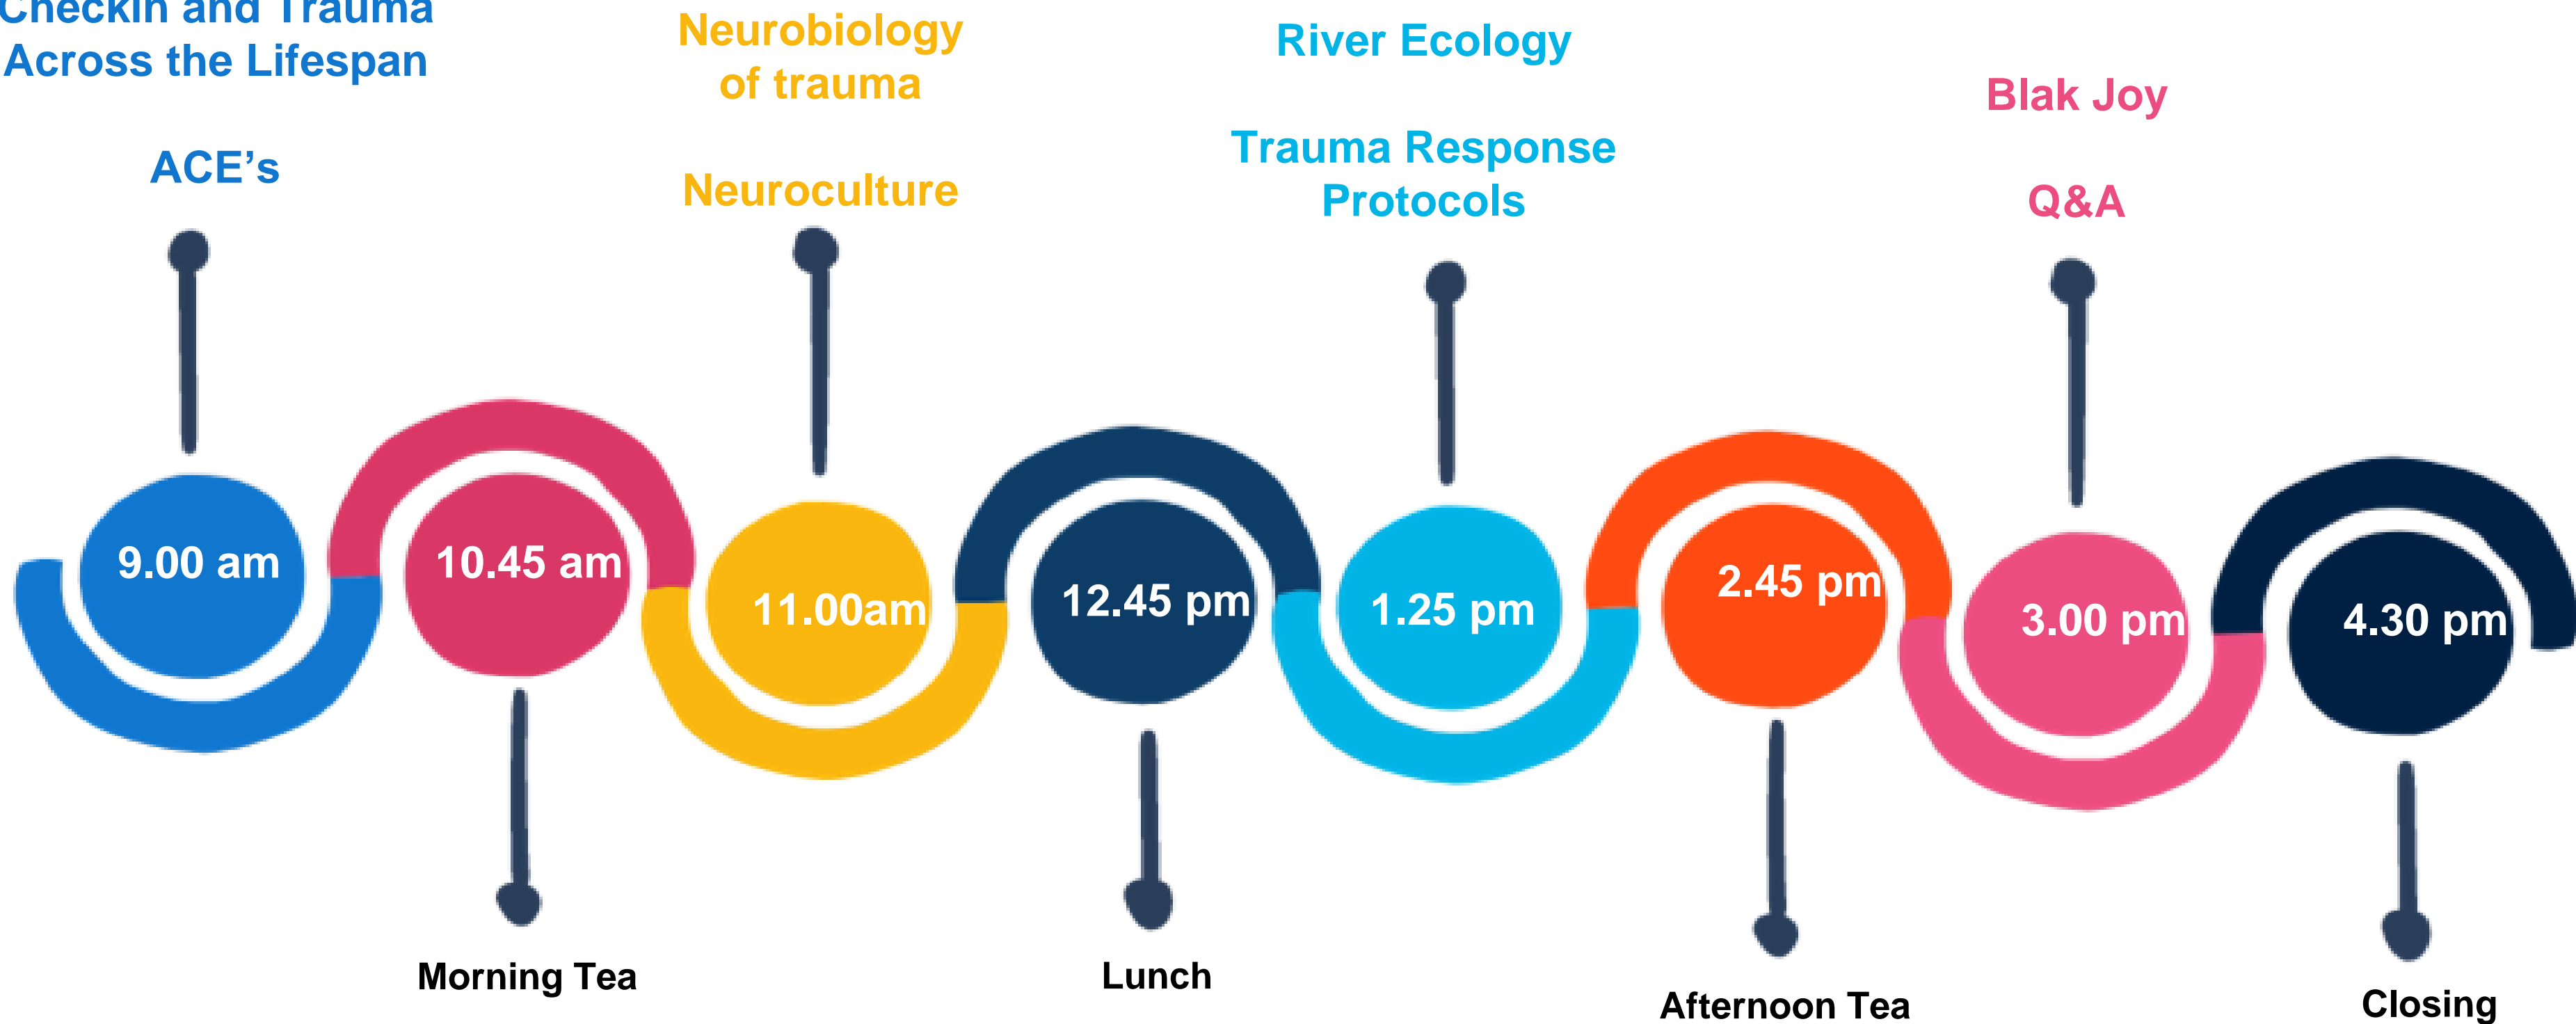 Checkin and Trauma
Across the Lifespan
ACE’s
Neurobiology
of trauma
Neuroculture
River Ecology
Trauma Response
Protocols
Blak Joy
Q&A
9.00 am
10.45 am
11.00am
12.45 pm
1.25 pm
2.45 pm
3.00 pm
4.30 pm
Morning Tea
Lunch
Afternoon Tea
Closing